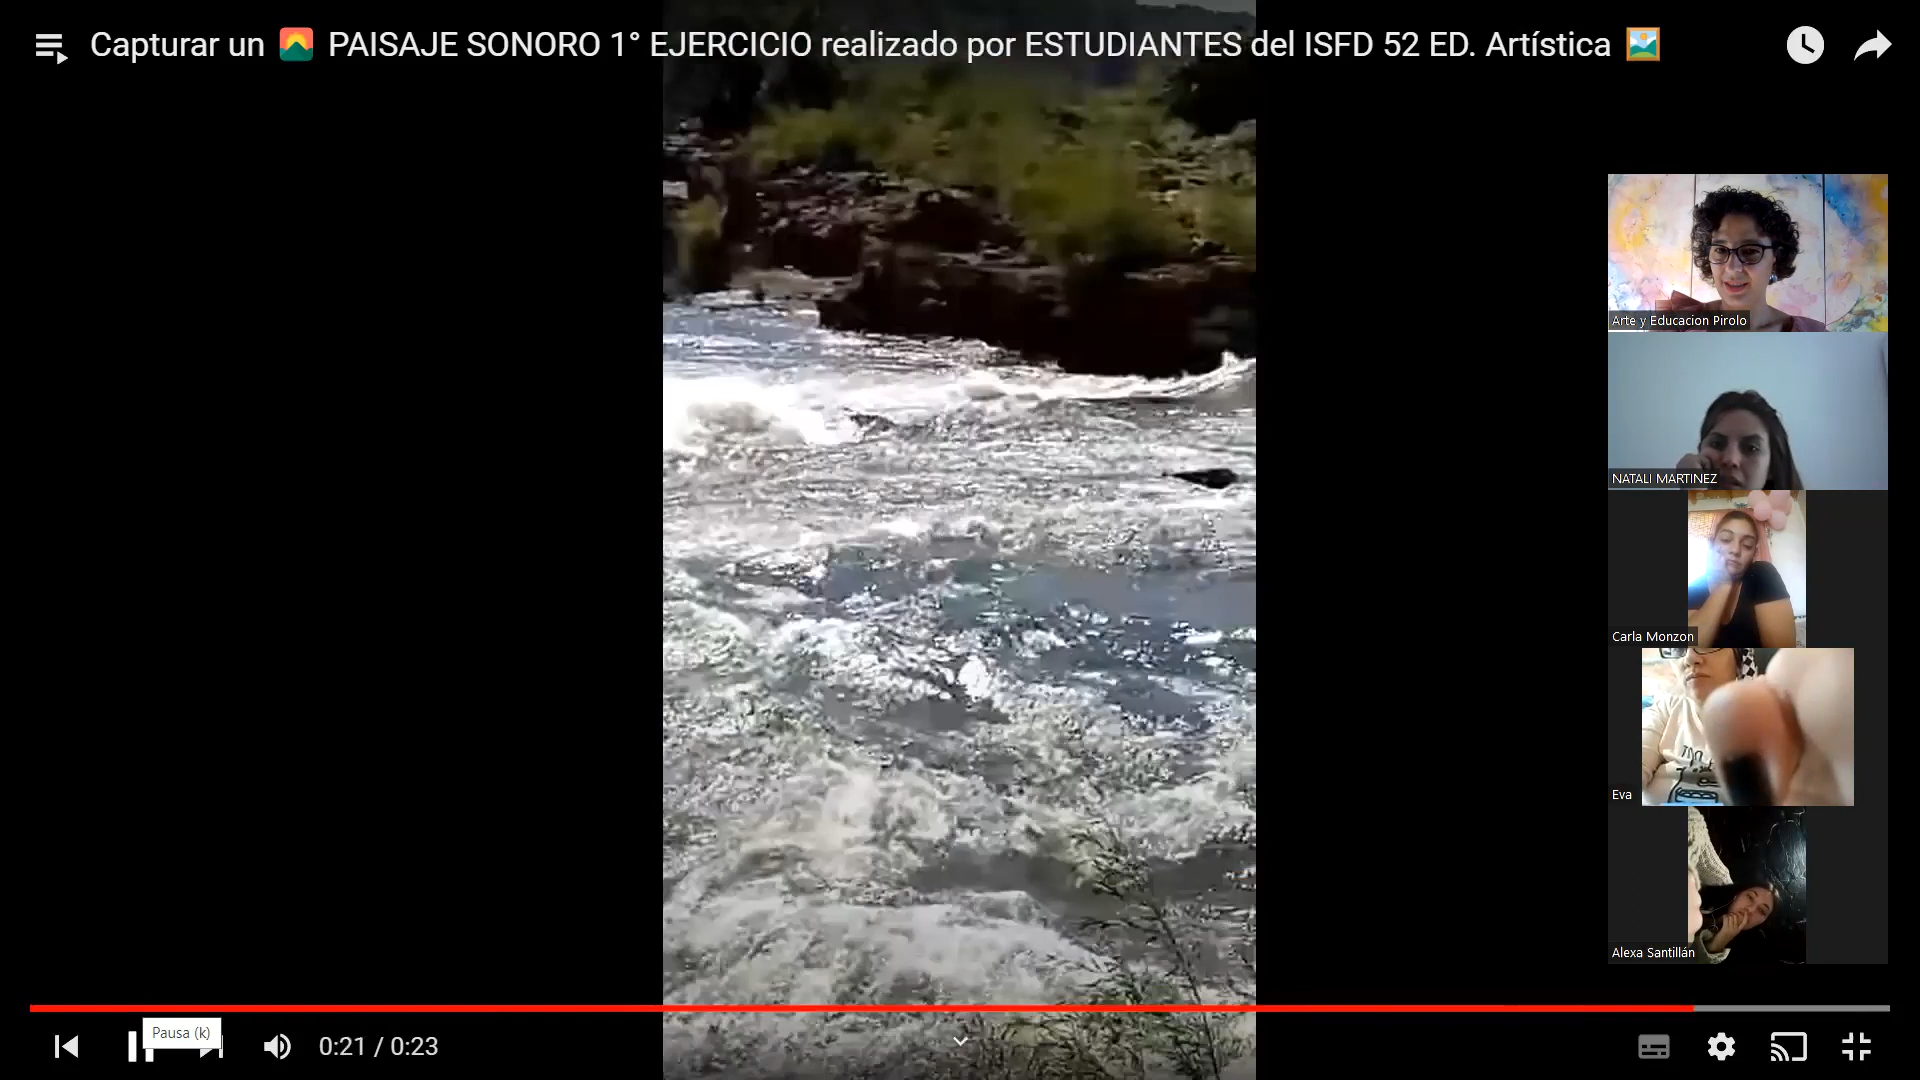 Capturar un 🌄 PAISAJE SONORO 1° EJERCICIO realizado por ESTUDIANTES del ISFD 52 ED. Artística 🖼️
Arte y Educacion Pirolo
NATALI MARTINEZ
Carla Monzon
Eva
Alexa Santillán
Pausa (k)
0:21 / 0:23